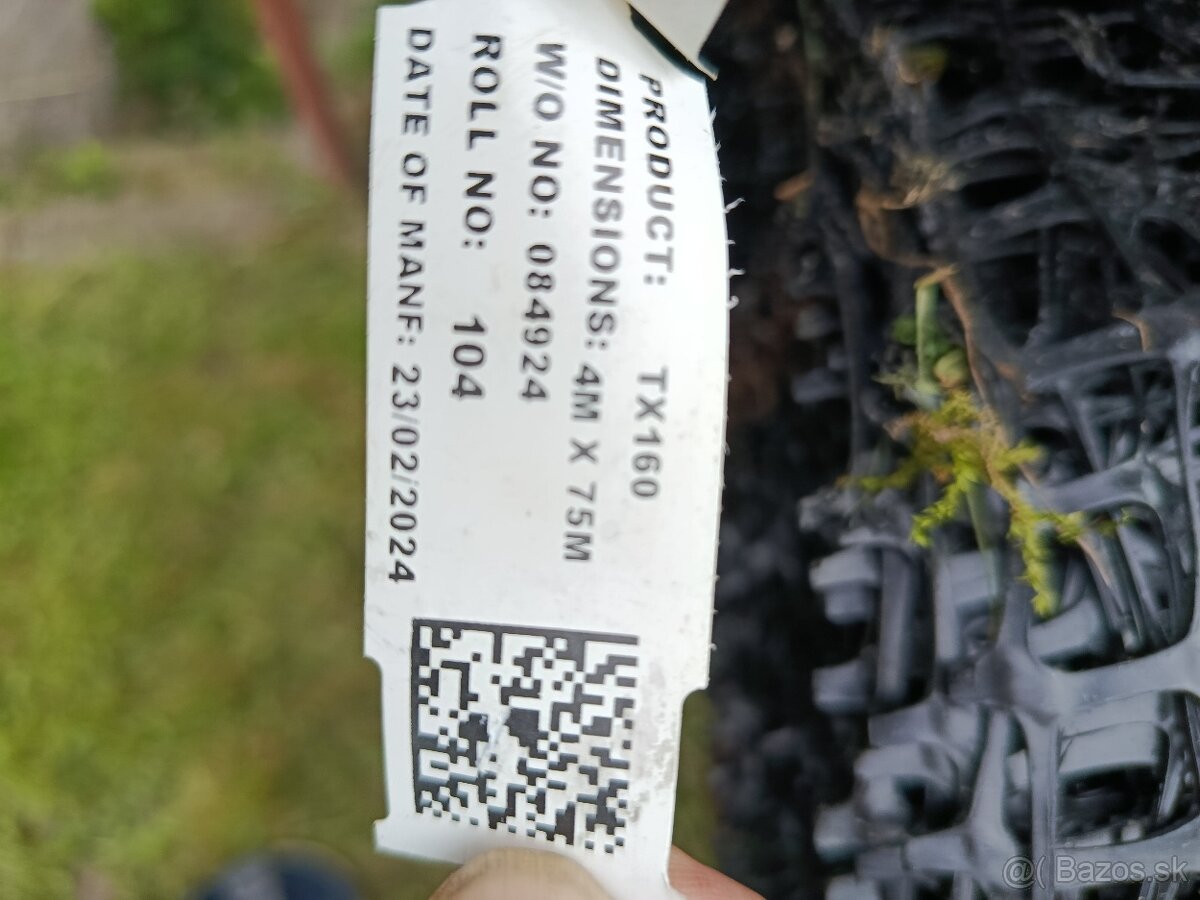 PRODUCT: TX160
DIMENSIONS: 4M X 75M
W/O NO: 084924
ROLL NO: 104
DATE OF MANF: 23/02/2024
@( Bazos.sk